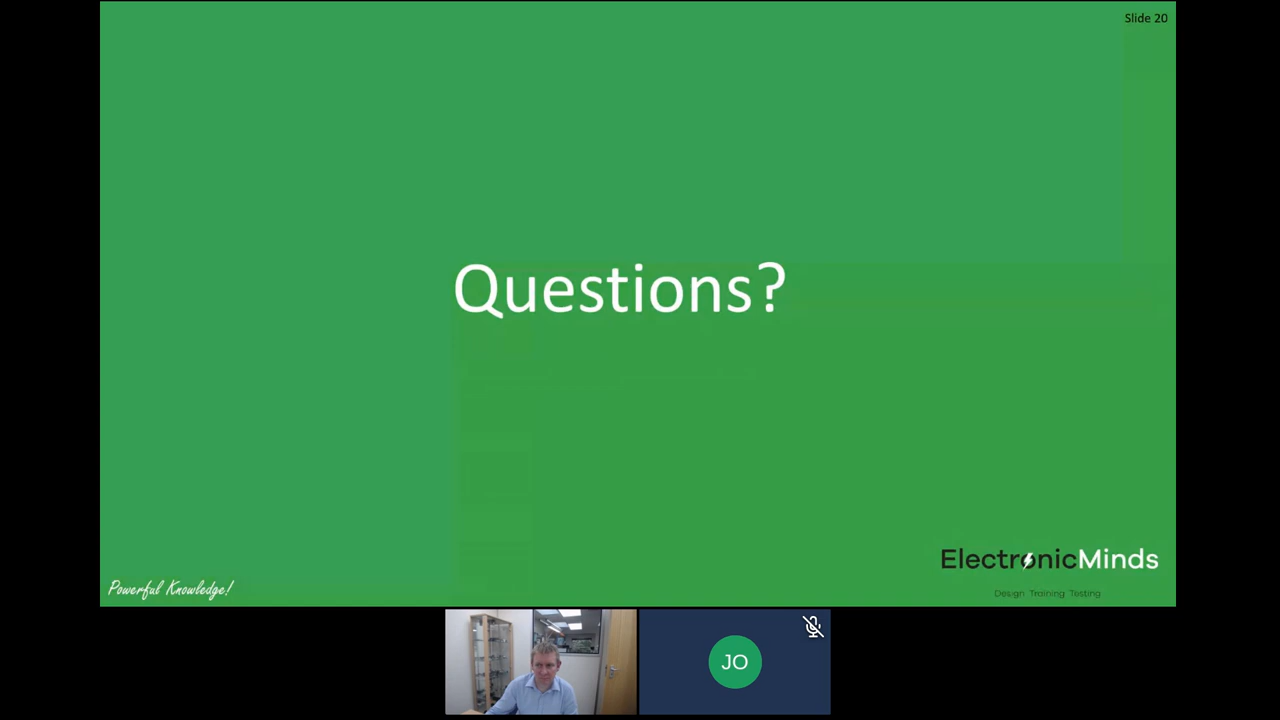 Slide 20
Questions?
ElectronicMinds
Design Training Testing
Powerful Knowledge!
JO